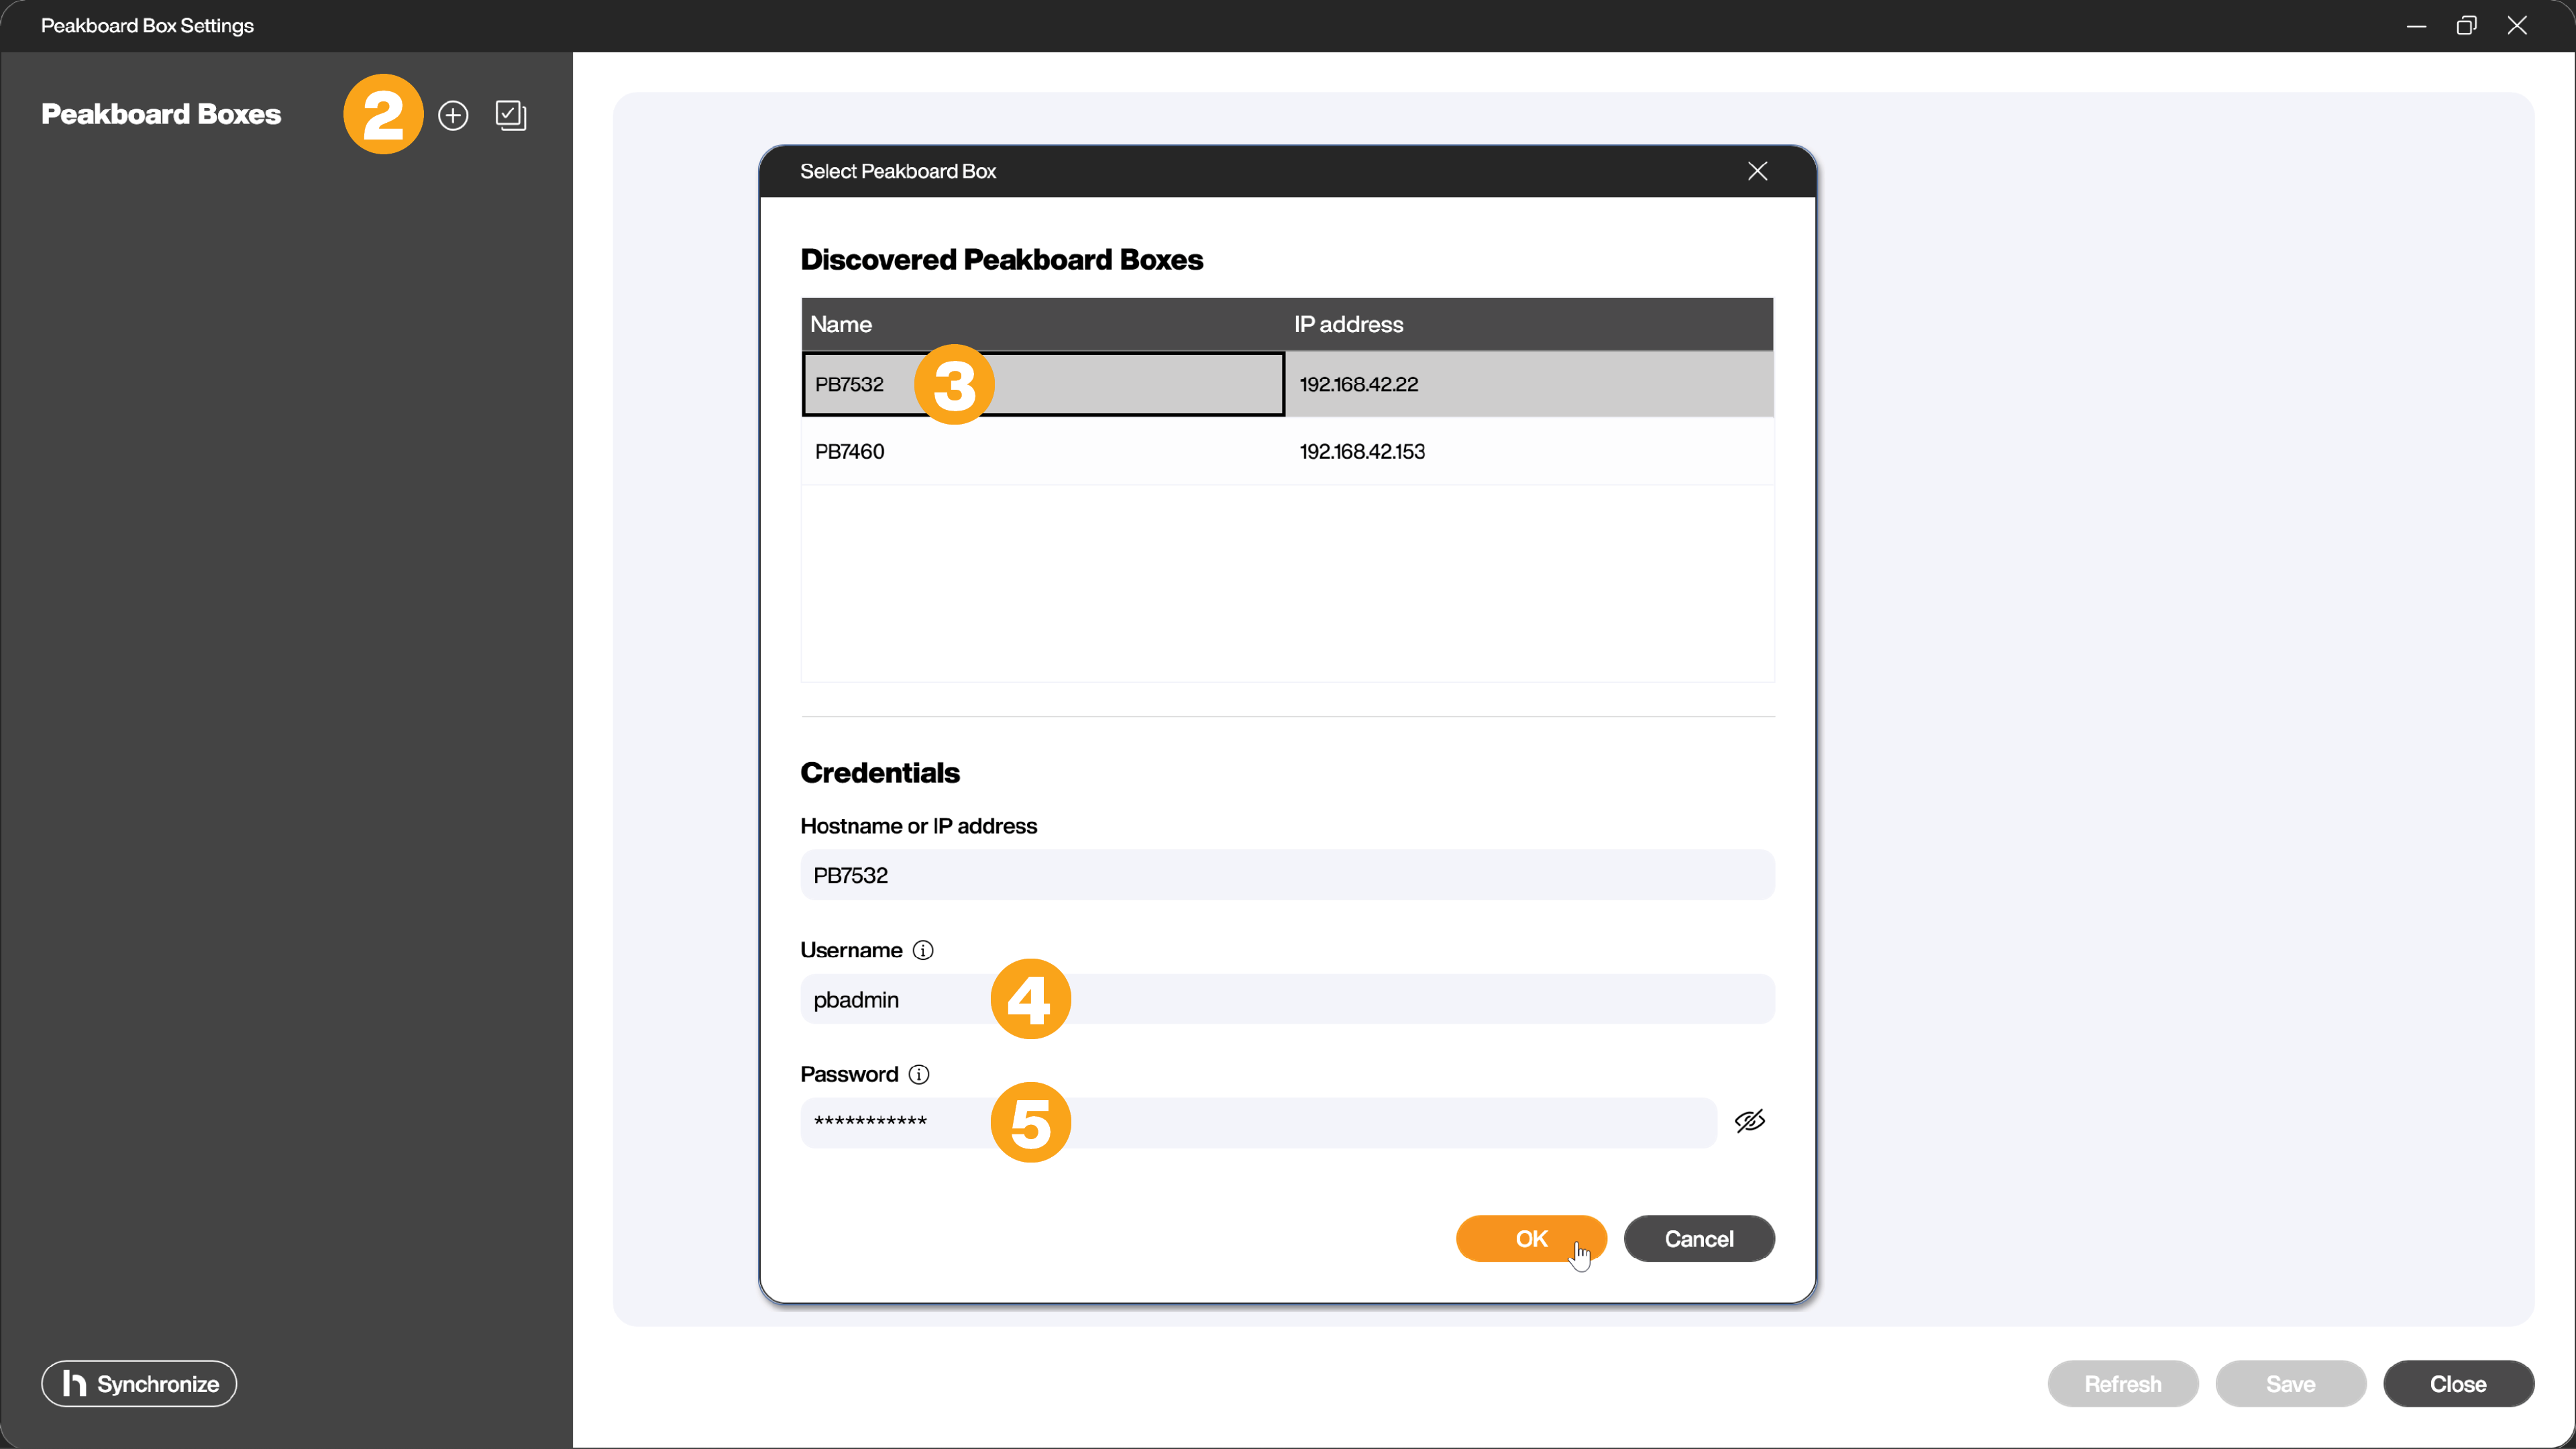 Peakboard Box Settings
Peakboard Boxes
2
Select Peakboard Box
Discovered Peakboard Boxes
Name IP address
PB7532 3 192.168.42.22
PB7460 192.168.42.153
Credentials
Hostname or IP address
PB7532
Username
pbadmin 4
Password
*********** 5
OK Cancel
Synchronize
Refresh Save Close